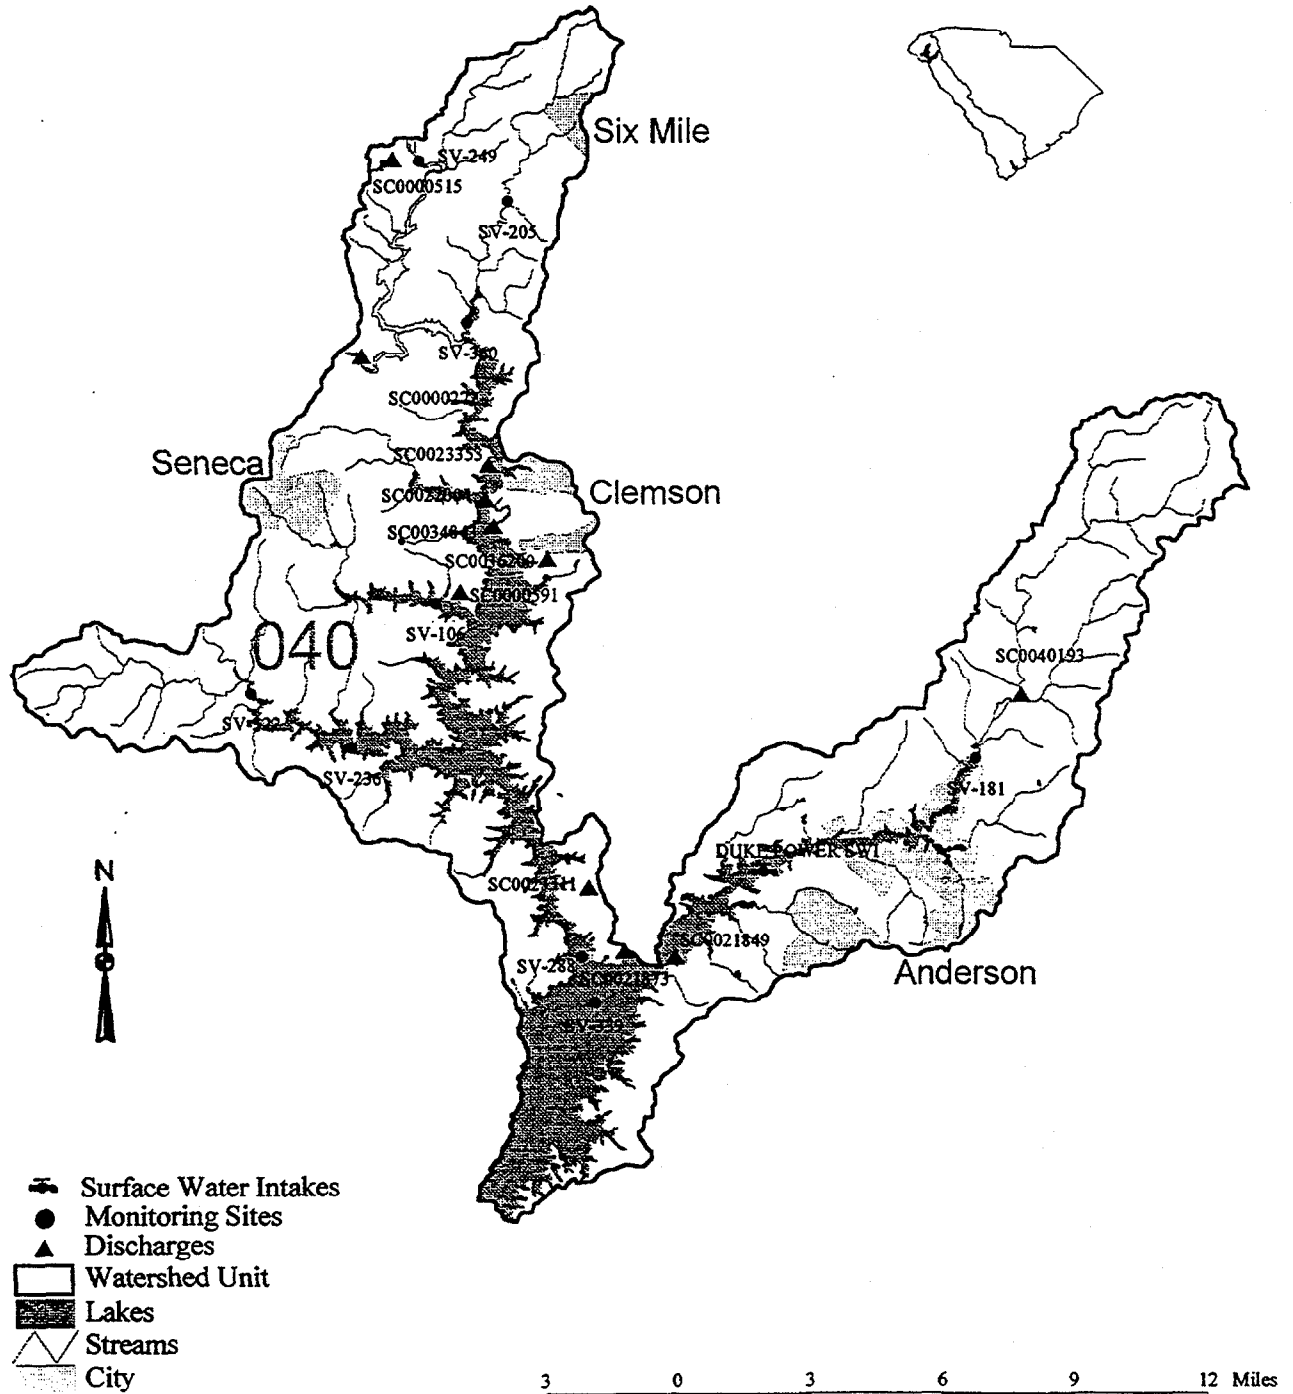 Six Mile
SV-249
SC0000515
SV-205
SC0023353
Seneca
Clemson
SC0000591
040
SV-106
SC0040193
SV-236
SV-181
DUKE POWER SWI
N
SC0021849
SV-288
Anderson
Surface Water Intakes
Monitoring Sites
Discharges
Watershed Unit
Lakes
Streams
City
3 0 3 6 9 12 Miles